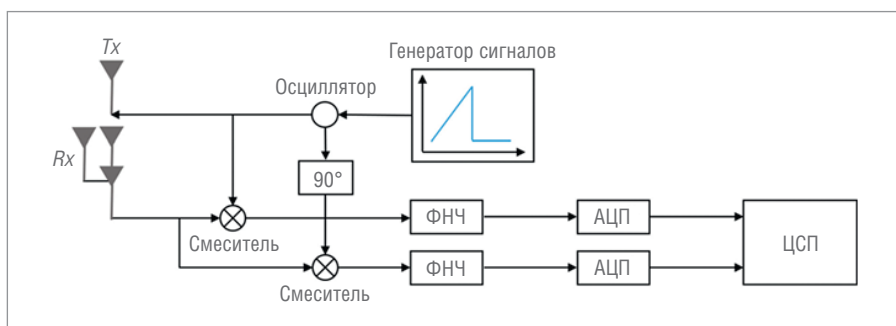 Tx
Генератор сигналов
Осциллятор
Rx
90°
ФНЧ
АЦП
ЦСП
Смеситель
ФНЧ
АЦП
Смеситель